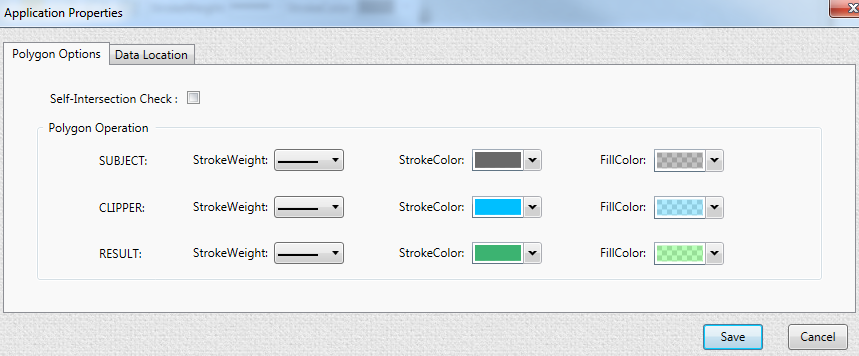 Application Properties
Polygon Options Data Location
Self-Intersection Check :
Polygon Operation
SUBJECT: StrokeWeight: StrokeColor: FillColor:
CLIPPER: StrokeWeight: StrokeColor: FillColor:
RESULT: StrokeWeight: StrokeColor: FillColor:
Save Cancel